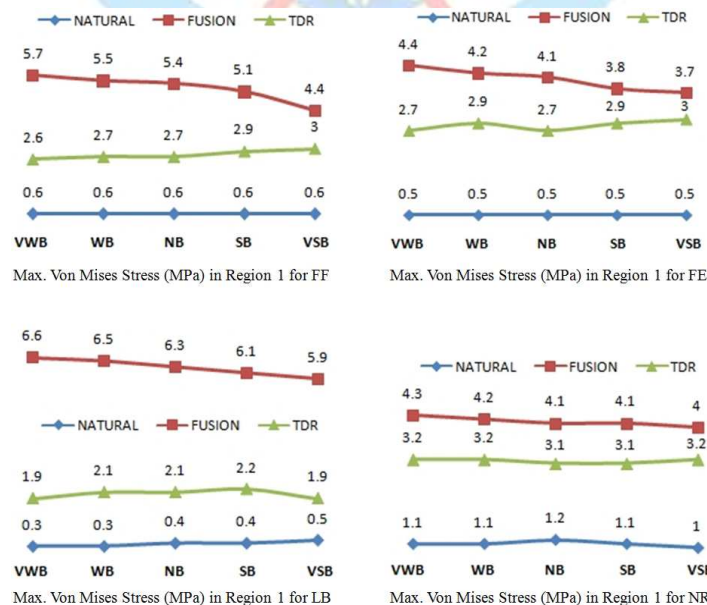 NATURAL FUSION TDR
5.7 5.5 5.4 5.1 4.4
2.6 2.7 2.7 2.9 3
0.6 0.6 0.6 0.6 0.6
VWB WB NB SB VSB
Max. Von Mises Stress (MPa) in Region 1 for FF
NATURAL FUSION TDR
4.4 4.2 4.1 3.8 3.7
2.7 2.9 2.7 2.9 3
0.5 0.5 0.5 0.5 0.5
VWB WB NB SB VSB
Max. Von Mises Stress (MPa) in Region 1 for FE
6.6 6.5 6.3 6.1 5.9
NATURAL FUSION TDR
1.9 2.1 2.1 2.2 1.9
0.3 0.3 0.4 0.4 0.5
VWB WB NB SB VSB
Max. Von Mises Stress (MPa) in Region 1 for LB
NATURAL FUSION TDR
4.3 4.2 4.1 4.1 4
3.2 3.2 3.1 3.1 3.2
1.1 1.1 1.2 1.1 1
VWB WB NB SB VSB
Max. Von Mises Stress (MPa) in Region 1 for NR